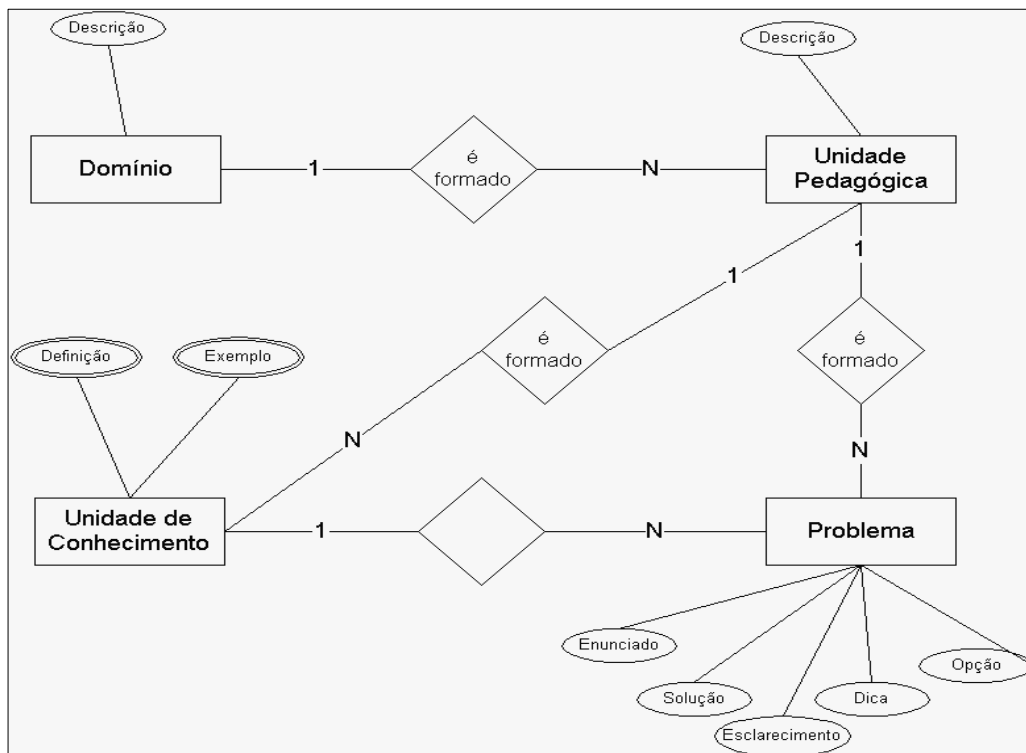 Descrição
Descrição
Domínio
1
é
formado
N
Unidade
Pedagógica
1
1
é
formado
é
formado
Definição
Exemplo
N
N
Unidade de
Conhecimento
1
N
Problema
Enunciado
Opção
Solução
Dica
Esclarecimento